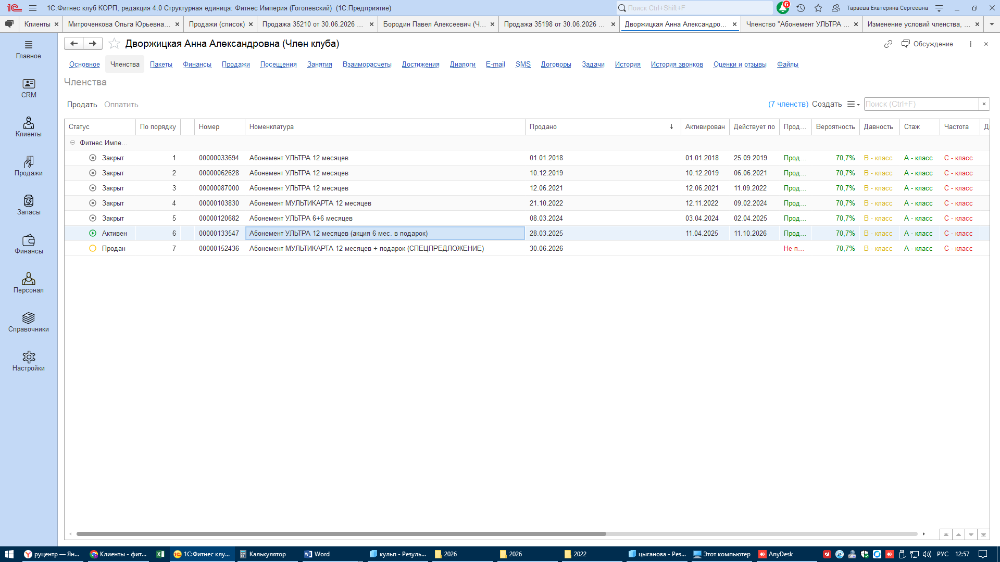 1С:Фитнес клуб КОРП, редакция 4.0 Структурная единица: Фитнес Империя (Гоголевский) (1С:Предприятие)
Поиск Ctrl+Shift+F
6
Тараева Екатерина Сергеевна
Клиенты
Митроченкова Ольга Юрьевна...
Продажи (список)
Продажа 35210 от 30.06.2026 ...
Бородин Павел Алексеевич (Ч...
Продажа 35198 от 30.06.2026 ...
Дворжицкая Анна Александро...
Членство "Абонемент УЛЬТРА ...
Изменение условий членства, ...
Главное
CRM
Клиенты
Продажи
Запасы
Финансы
Персонал
Справочники
Настройки
Дворжицкая Анна Александровна (Член клуба)
Обсуждение
Основное Членства Пакеты Финансы Продажи Посещения Занятия Взаиморасчеты Достижения Диалоги E-mail SMS Договоры Задачи История История звонков Оценки и отзывы Файлы
Членства
Продать Оплатить
(7 членств) Создать Поиск (Ctrl+F)
Статус По порядку Номер Номенклатура Продано Активирован Действует по Прод... Вероятность Давность Стаж Частота
Фитнес Импе...
Закрыт 1 00000033694 Абонемент УЛЬТРА 12 месяцев 01.01.2018 01.01.2018 25.09.2019 Прод... 70,7% В - класс А - класс С - класс
Закрыт 2 00000062628 Абонемент УЛЬТРА 12 месяцев 10.12.2019 10.12.2019 06.06.2021 Прод... 70,7% В - класс А - класс С - класс
Закрыт 3 00000087000 Абонемент УЛЬТРА 12 месяцев 12.06.2021 12.06.2021 11.09.2022 Прод... 70,7% В - класс А - класс С - класс
Закрыт 4 00000103830 Абонемент МУЛЬТИКАРТА 12 месяцев 21.10.2022 12.11.2022 09.02.2024 Прод... 70,7% В - класс А - класс С - класс
Закрыт 5 00000120682 Абонемент УЛЬТРА 6+6 месяцев 08.03.2024 03.04.2024 02.04.2025 Прод... 70,7% В - класс А - класс С - класс
Активен 6 00000133547 Абонемент УЛЬТРА 12 месяцев (акция 6 мес. в подарок) 28.03.2025 11.04.2025 11.10.2026 Прод... 70,7% В - класс А - класс С - класс
Продан 7 00000152436 Абонемент МУЛЬТИКАРТА 12 месяцев + подарок (СПЕЦПРЕДЛОЖЕНИЕ) 30.06.2026 Не п... 70,7% В - класс А - класс С - класс
руцентр — Ян...
Клиенты - фит...
1С:Фитнес клу...
Калькулятор
Word
кульп - Резуль...
2026
2026
2022
цыганова - Рез...
Этот компьютер
AnyDesk
24
РУС
12:57